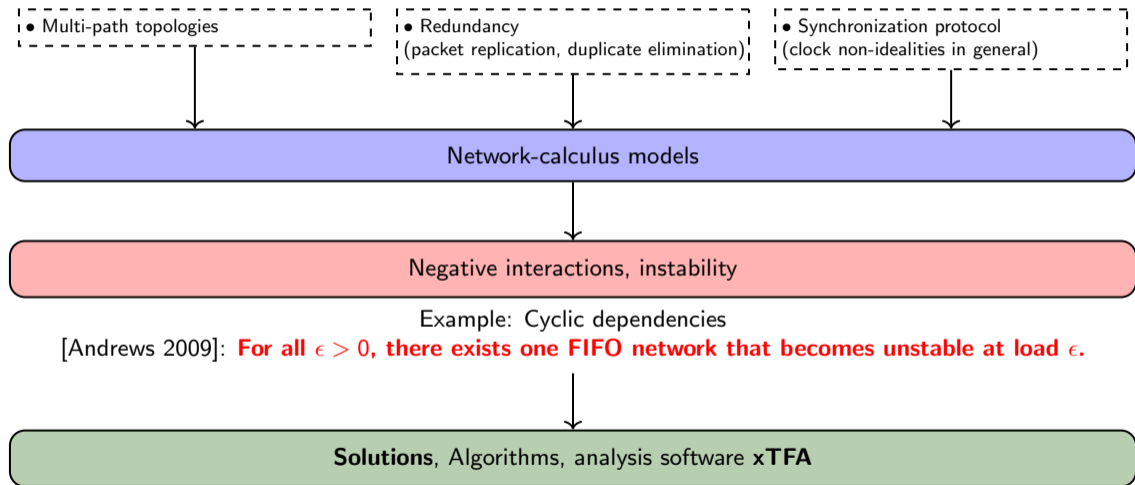 • Multi-path topologies
• Redundancy
(packet replication, duplicate elimination)
• Synchronization protocol
(clock non-idealities in general)
Network-calculus models
Negative interactions, instability
Example: Cyclic dependencies
[Andrews 2009]: For all ϵ > 0, there exists one FIFO network that becomes unstable at load ϵ.
Solutions, Algorithms, analysis software xTFA